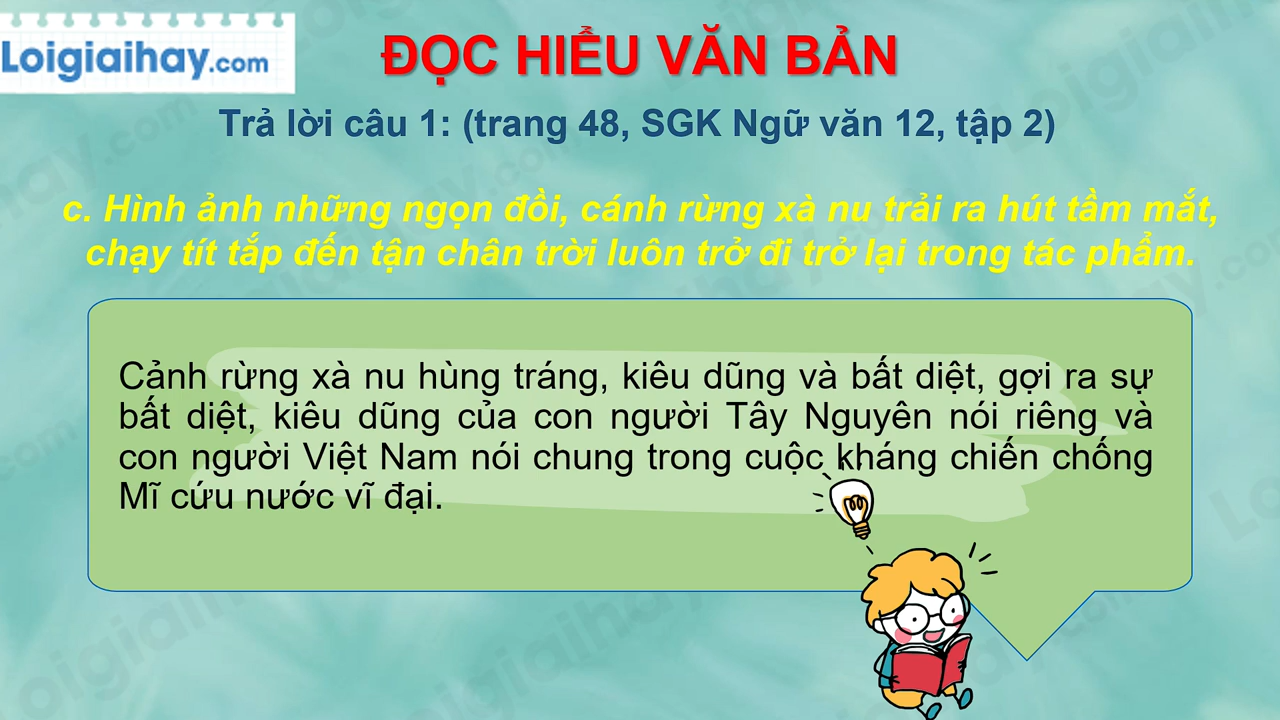 Loigiaihay.com
ĐỌC HIỂU VĂN BẢN
Trả lời câu 1: (trang 48, SGK Ngữ văn 12, tập 2)
c. Hình ảnh những ngọn đồi, cánh rừng xà nu trải ra hút tầm mắt,
chạy tít tắp đến tận chân trời luôn trở đi trở lại trong tác phẩm.
Cảnh rừng xà nu hùng tráng, kiêu dũng và bất diệt, gợi ra sự
bất diệt, kiêu dũng của con người Tây Nguyên nói riêng và
con người Việt Nam nói chung trong cuộc kháng chiến chống
Mĩ cứu nước vĩ đại.